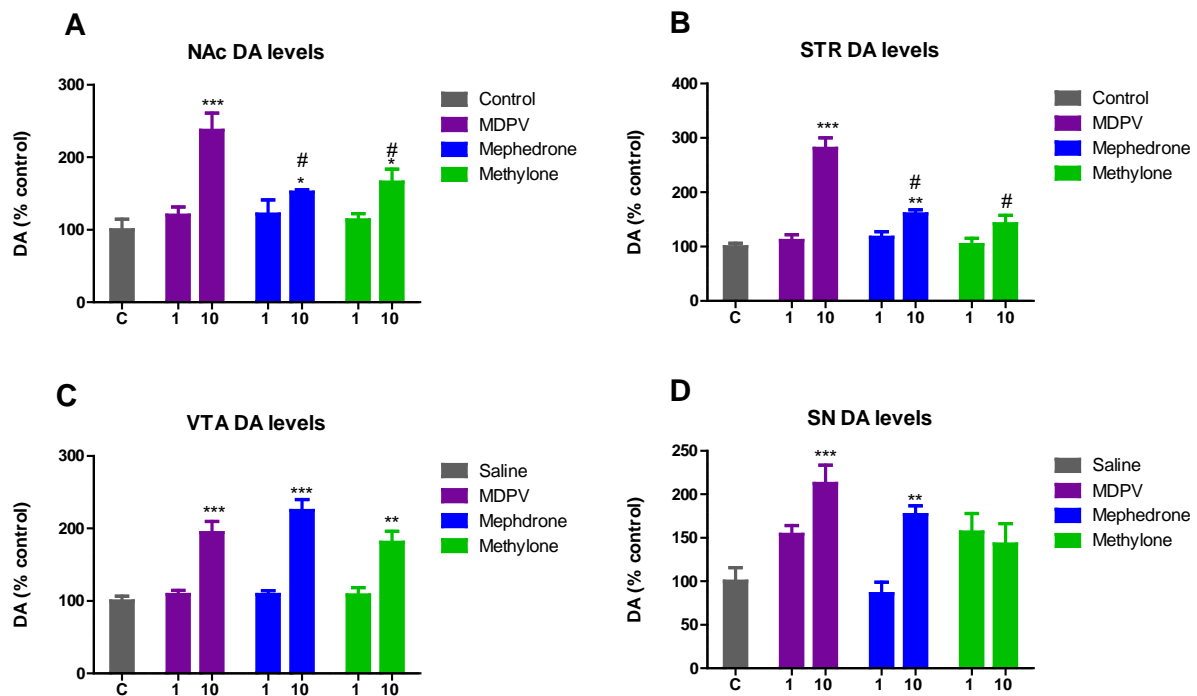 A
NAc DA levels
DA (% control)
300
200
100
0
***
#
*
#
*
C 1 10 1 10 1 10
Control
MDPV
Mephedrone
Methylone
B
STR DA levels
DA (% control)
400
300
200
100
0
***
#
**
#
C 1 10 1 10 1 10
Control
MDPV
Mephedrone
Methylone
C
VTA DA levels
DA (% control)
300
200
100
0
***
***
**
C 1 10 1 10 1 10
Saline
MDPV
Mephdrone
Methylone
D
SN DA levels
DA (% control)
250
200
150
100
50
0
***
**
C 1 10 1 10 1 10
Saline
MDPV
Mephedrone
Methylone